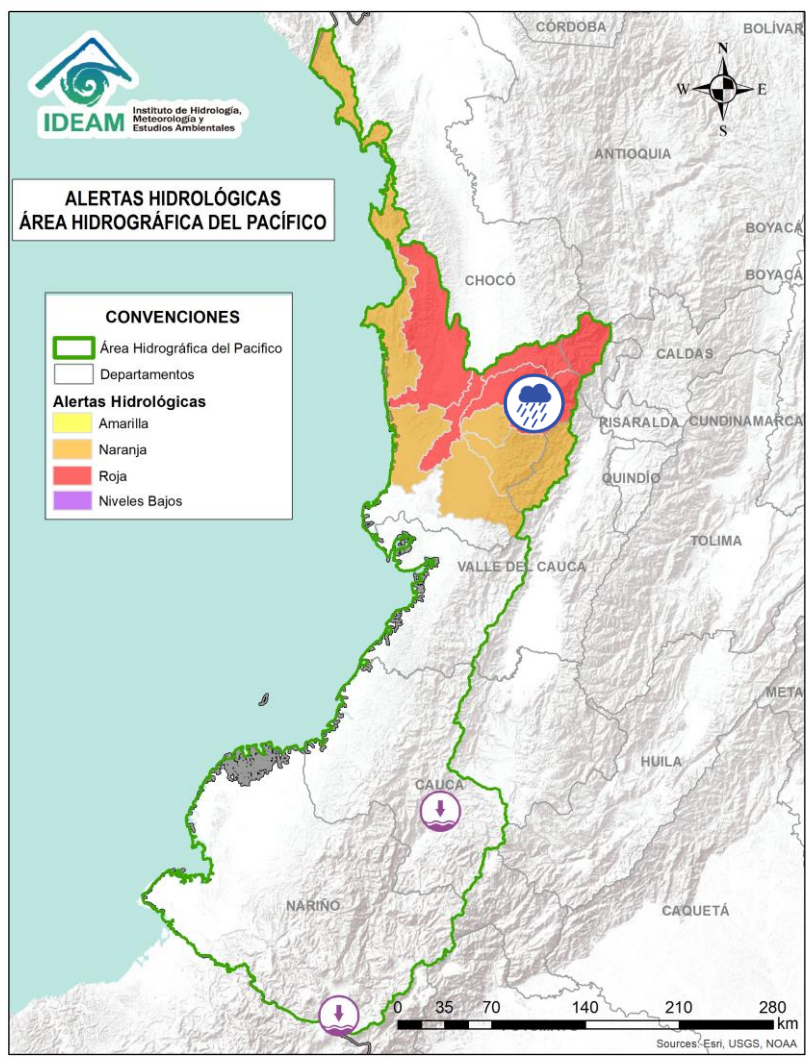 IDEAM
Instituto de Hidrología,
Meteorología y
Estudios Ambientales
ALERTAS HIDROLÓGICAS
ÁREA HIDROGRÁFICA DEL PACÍFICO
CONVENCIONES
Área Hidrográfica del Pacifico
Departamentos
Alertas Hidrológicas
Amarilla
Naranja
Roja
Niveles Bajos
N
W
E
S
CÓRDOBA
BOLÍVAR
ANTIOQUIA
BOYACÁ
BOYACÁ
CHOCÓ
CALDAS
RISARALDA
CUNDINAMARCA
QUINDÍO
TOLIMA
VALLE DEL CAUCA
META
HUILA
CAUCA
NARIÑO
CAQUETÁ
0 35 70 140 210 280
km
Sources: Esri, USGS, NOAA